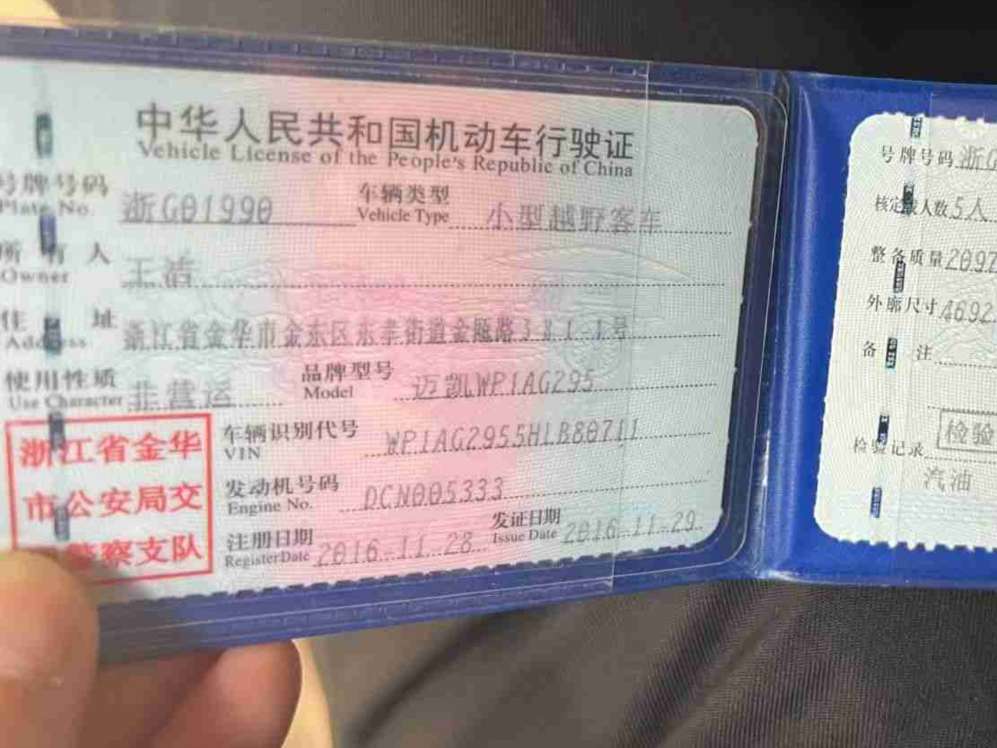 中华人民共和国机动车行驶证
Vehicle License of the People's Republic of China
号牌号码 浙G01990 车辆类型 小型越野客车
Plate No. Vehicle Type
所有人 王浩
Owner
住址 浙江省金华市金东区东孝街道金瓯路381-1号
Address
使用性质 非营运 品牌型号 迈凯WP1AG295
Use Character Model
浙江省金华
市公安局交
警察支队
车辆识别代号 WP1AG2955HLB80711
VIN
发动机号码 DCN005333
Engine No.
注册日期 2016-11-28 发证日期 2016-11-29
Register Date Issue Date
号牌号码 浙G
核定载人数 5人
整备质量 2097
外廓尺寸 4692
备注
检验记录 检验
汽油